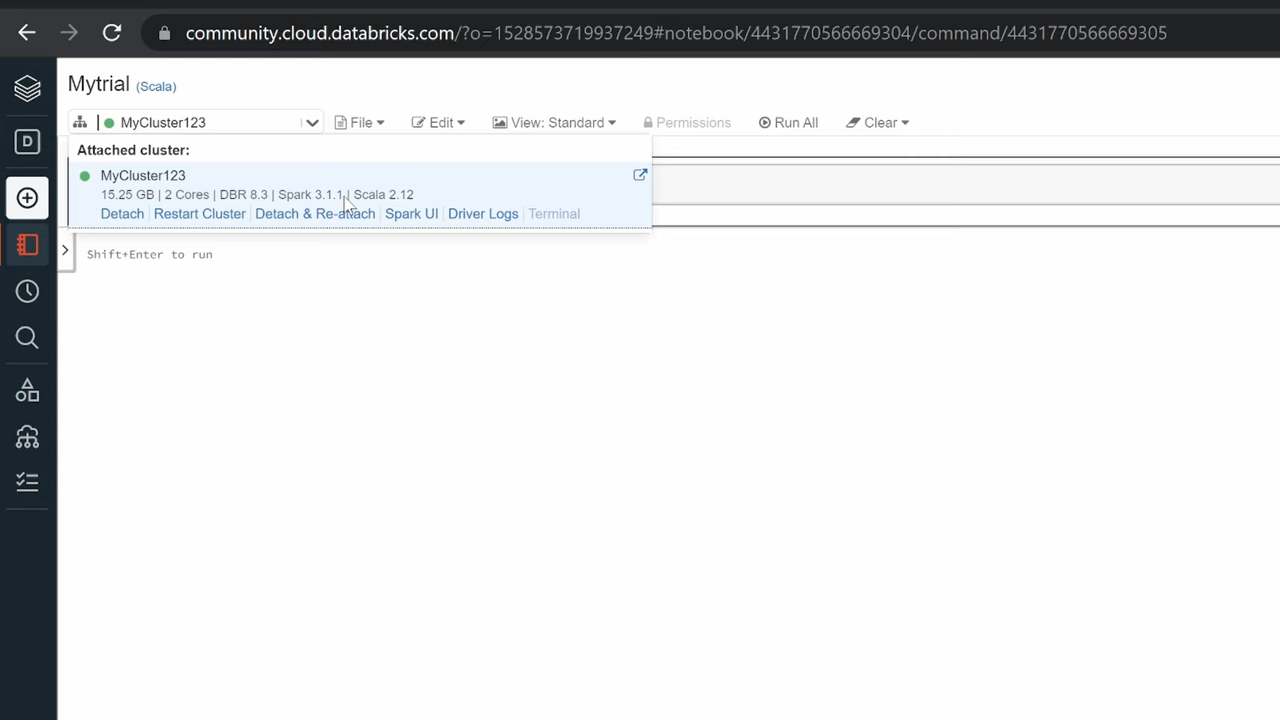 community.cloud.databricks.com/?o=1528573719937249#notebook/4431770566669304/command/4431770566669305
Mytrial (Scala)
MyCluster123 File Edit View: Standard Permissions Run All Clear
Attached cluster:
MyCluster123
15.25 GB | 2 Cores | DBR 8.3 | Spark 3.1.1 | Scala 2.12
Detach | Restart Cluster | Detach & Re-attach | Spark UI | Driver Logs | Terminal
Shift+Enter to run
D